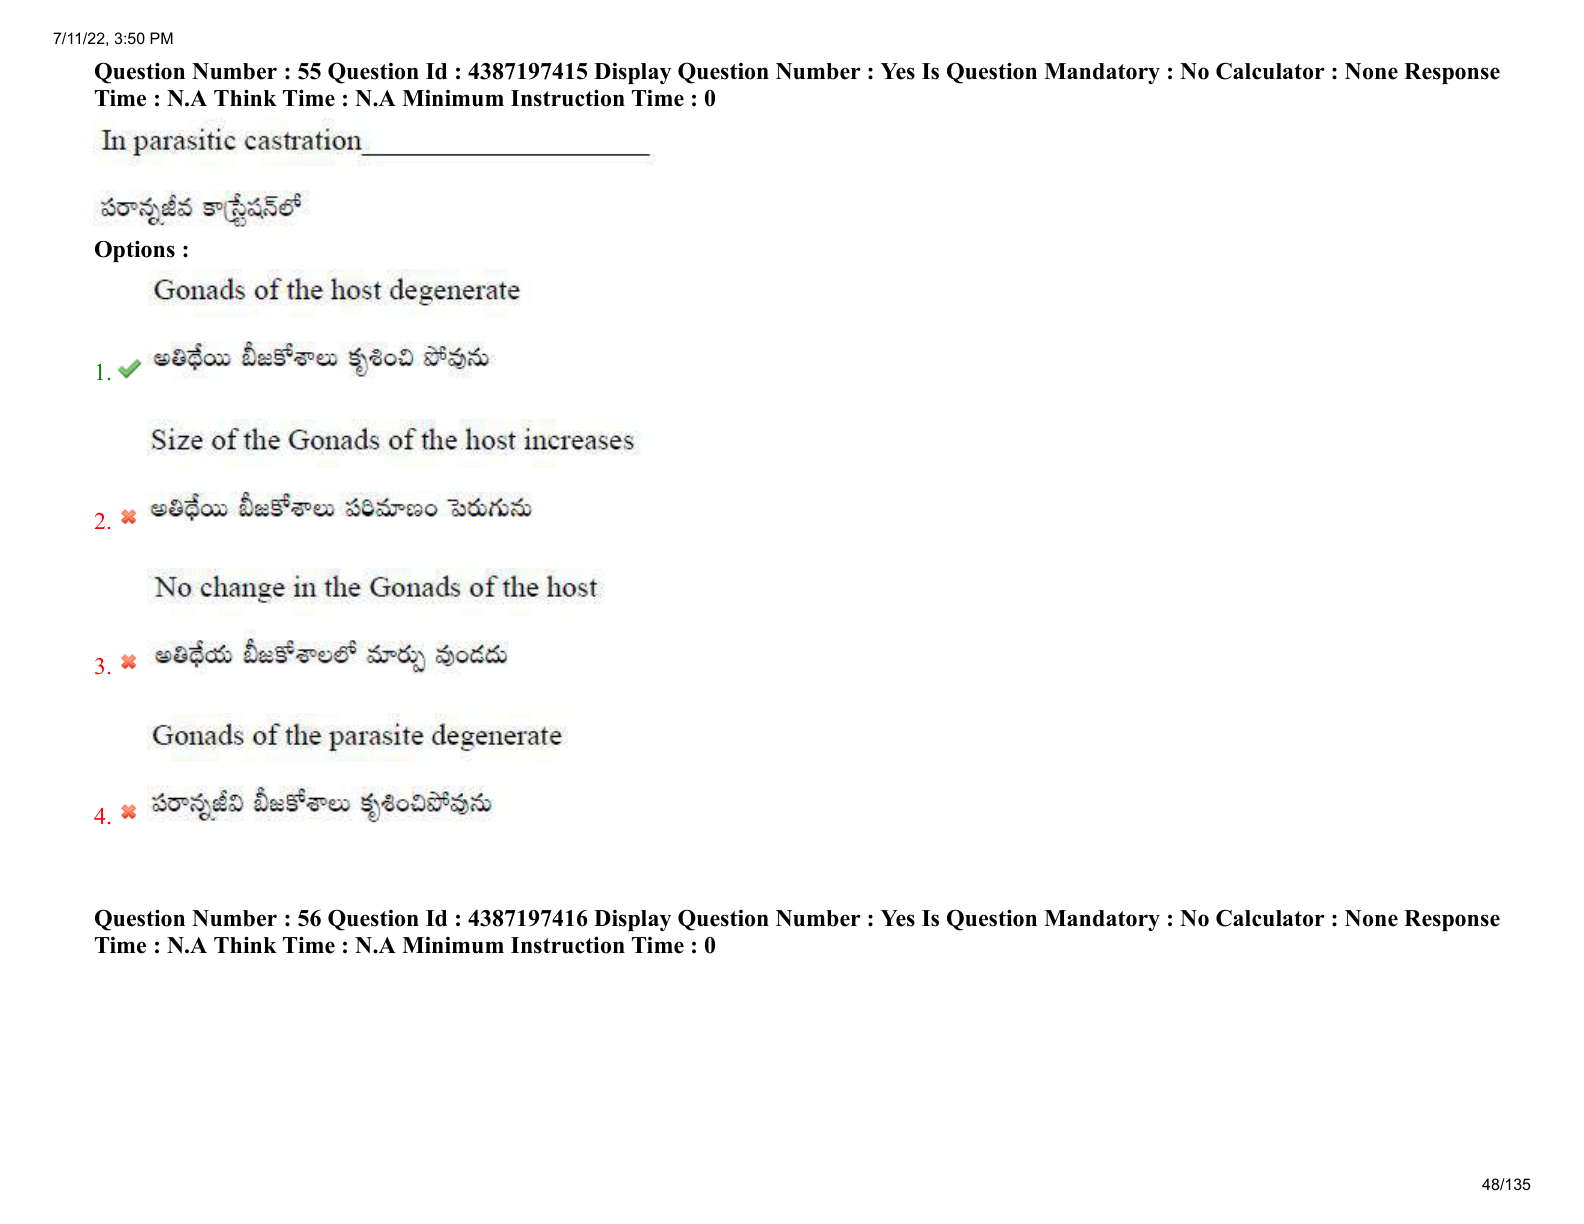 7/11/22, 3:50 PM
Question Number : 55 Question Id : 4387197415 Display Question Number : Yes Is Question Mandatory : No Calculator : None Response
Time : N.A Think Time : N.A Minimum Instruction Time : 0
In parasitic castration____________________
పరాన్నజీవ కాస్ట్రేషన్‌లో
Options :
Gonads of the host degenerate
1. అతిథేయి బీజకోశాలు కృశించి పోవును
Size of the Gonads of the host increases
2. అతిథేయి బీజకోశాలు పరిమాణం పెరుగును
No change in the Gonads of the host
3. అతిథేయ బీజకోశాలలో మార్పు వుండదు
Gonads of the parasite degenerate
4. పరాన్నజీవి బీజకోశాలు కృశించిపోవును
Question Number : 56 Question Id : 4387197416 Display Question Number : Yes Is Question Mandatory : No Calculator : None Response
Time : N.A Think Time : N.A Minimum Instruction Time : 0
48/135